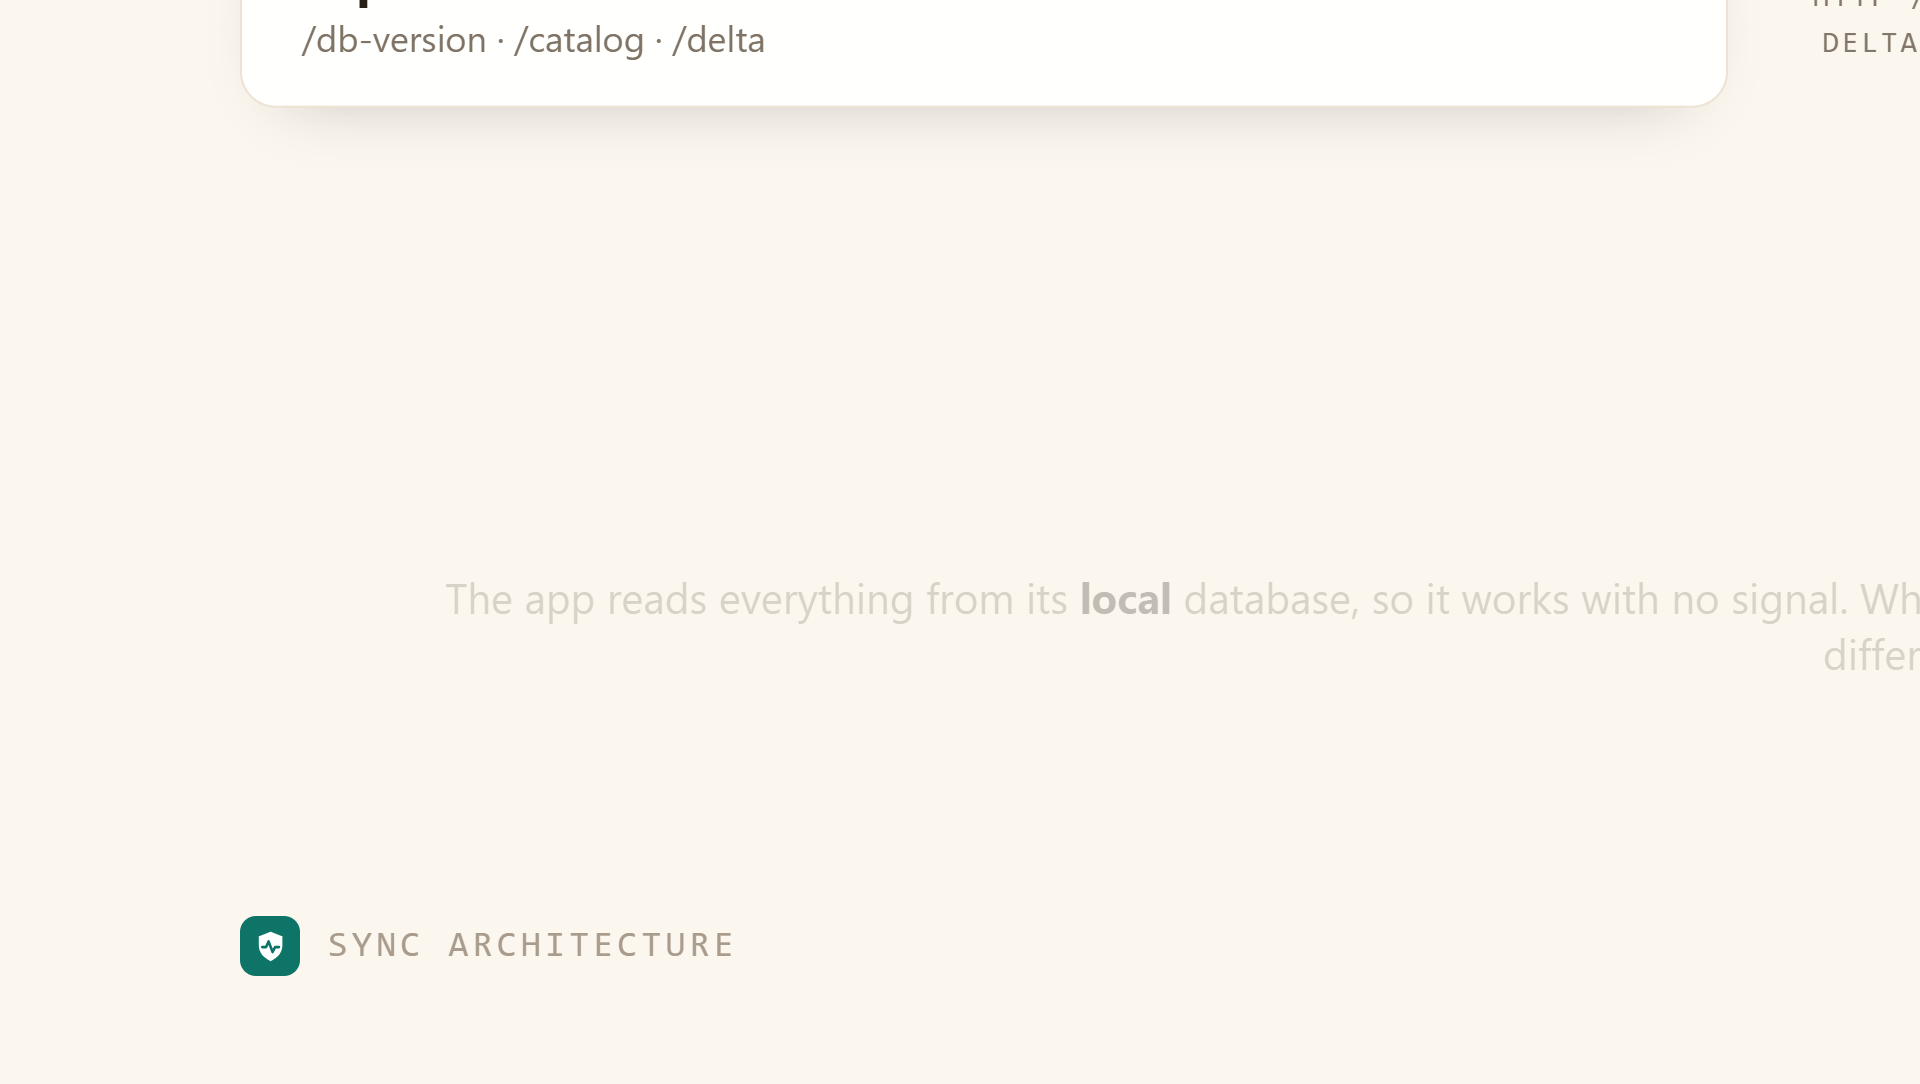 /db-version · /catalog · /delta
DELTA
The app reads everything from its local database, so it works with no signal.
SYNC ARCHITECTURE